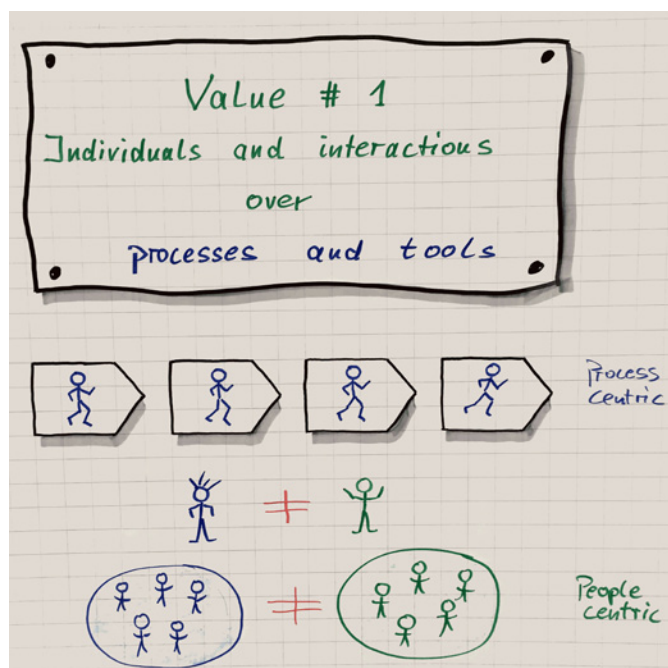 Value # 1
Individuals and interactions
over
processes and tools
Process
centric
People
centric